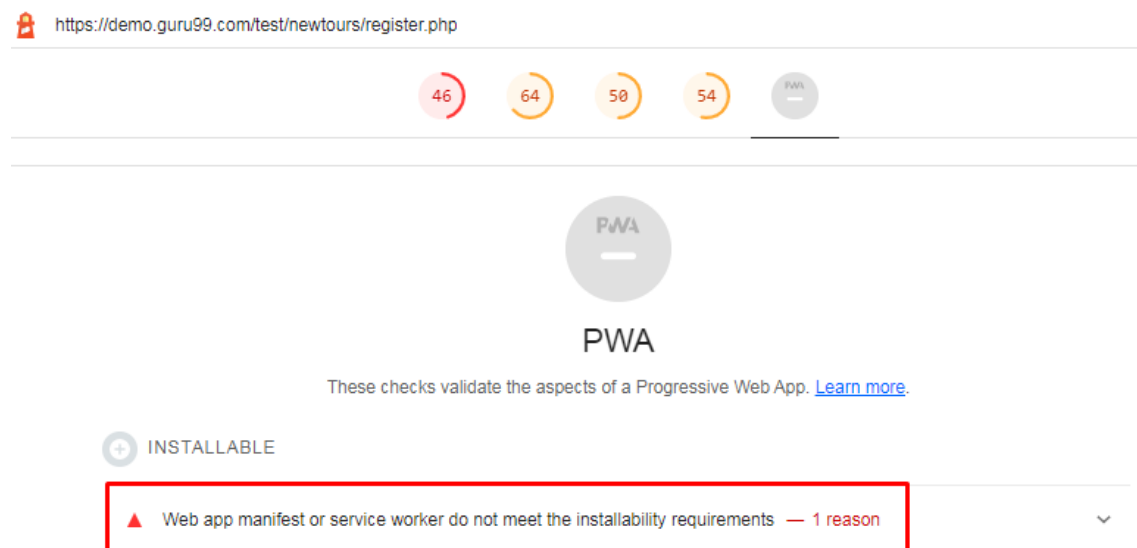 https://demo.guru99.com/test/newtours/register.php
46 64 50 54 PWA
PWA
PWA
These checks validate the aspects of a Progressive Web App. Learn more.
INSTALLABLE
Web app manifest or service worker do not meet the installability requirements — 1 reason